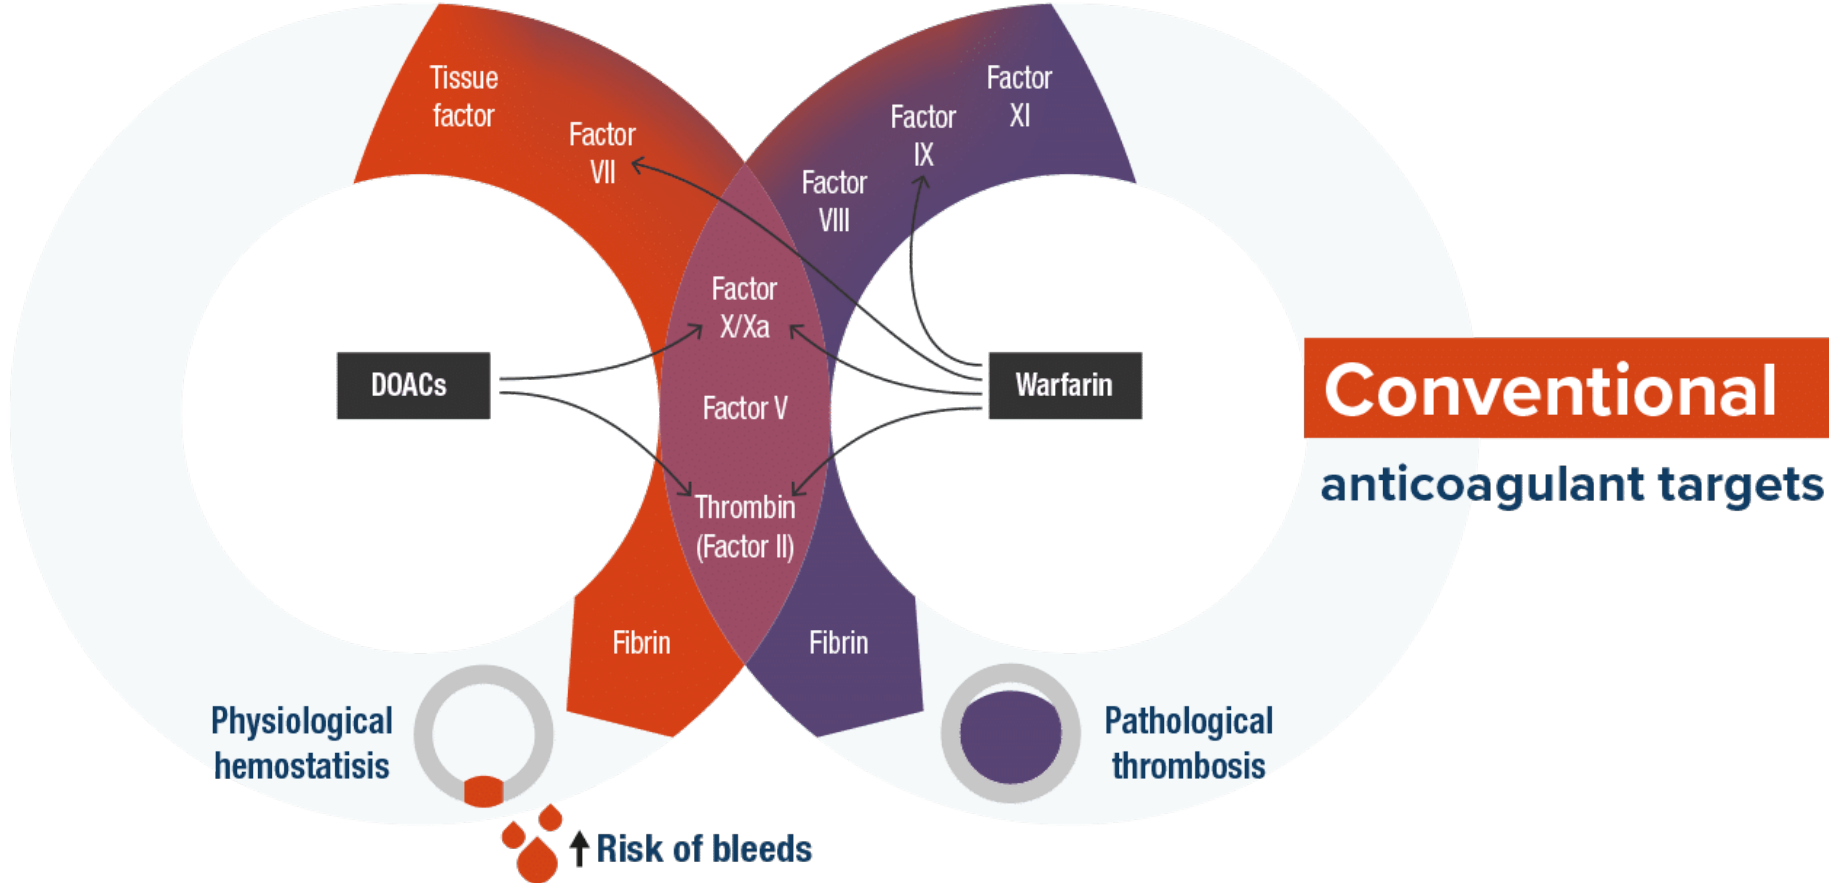 Tissue
factor
Factor
VII
Factor
XI
Factor
IX
Factor
VIII
Factor
X/Xa
DOACs
Factor V
Warfarin
Thrombin
(Factor II)
Fibrin
Fibrin
Conventional
anticoagulant targets
Physiological
hemostatisis
Pathological
thrombosis
Risk of bleeds